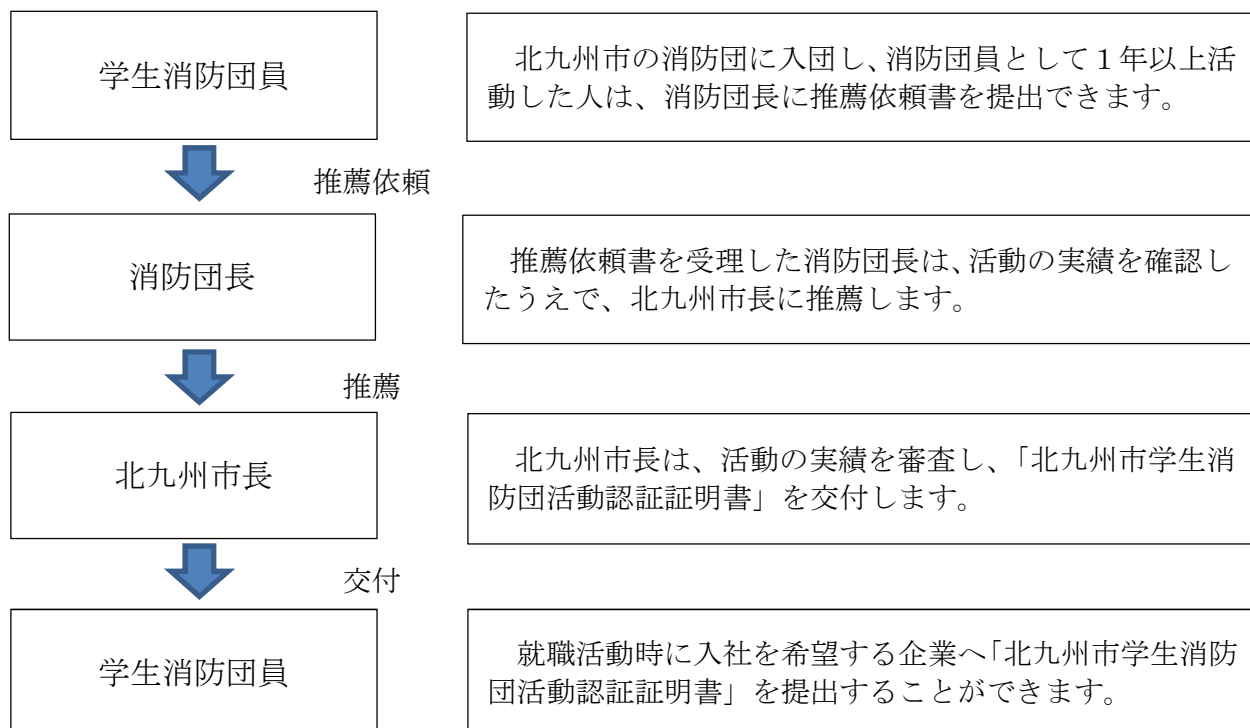 学生消防団員
北九州市の消防団に入団し、消防団員として１年以上活
動した人は、消防団長に推薦依頼書を提出できます。
推薦依頼
消防団長
推薦依頼書を受理した消防団長は、活動の実績を確認し
たうえで、北九州市長に推薦します。
推薦
北九州市長
北九州市長は、活動の実績を審査し、「北九州市学生消
防団活動認証証明書」を交付します。
交付
学生消防団員
就職活動時に入社を希望する企業へ「北九州市学生消防
団活動認証証明書」を提出することができます。